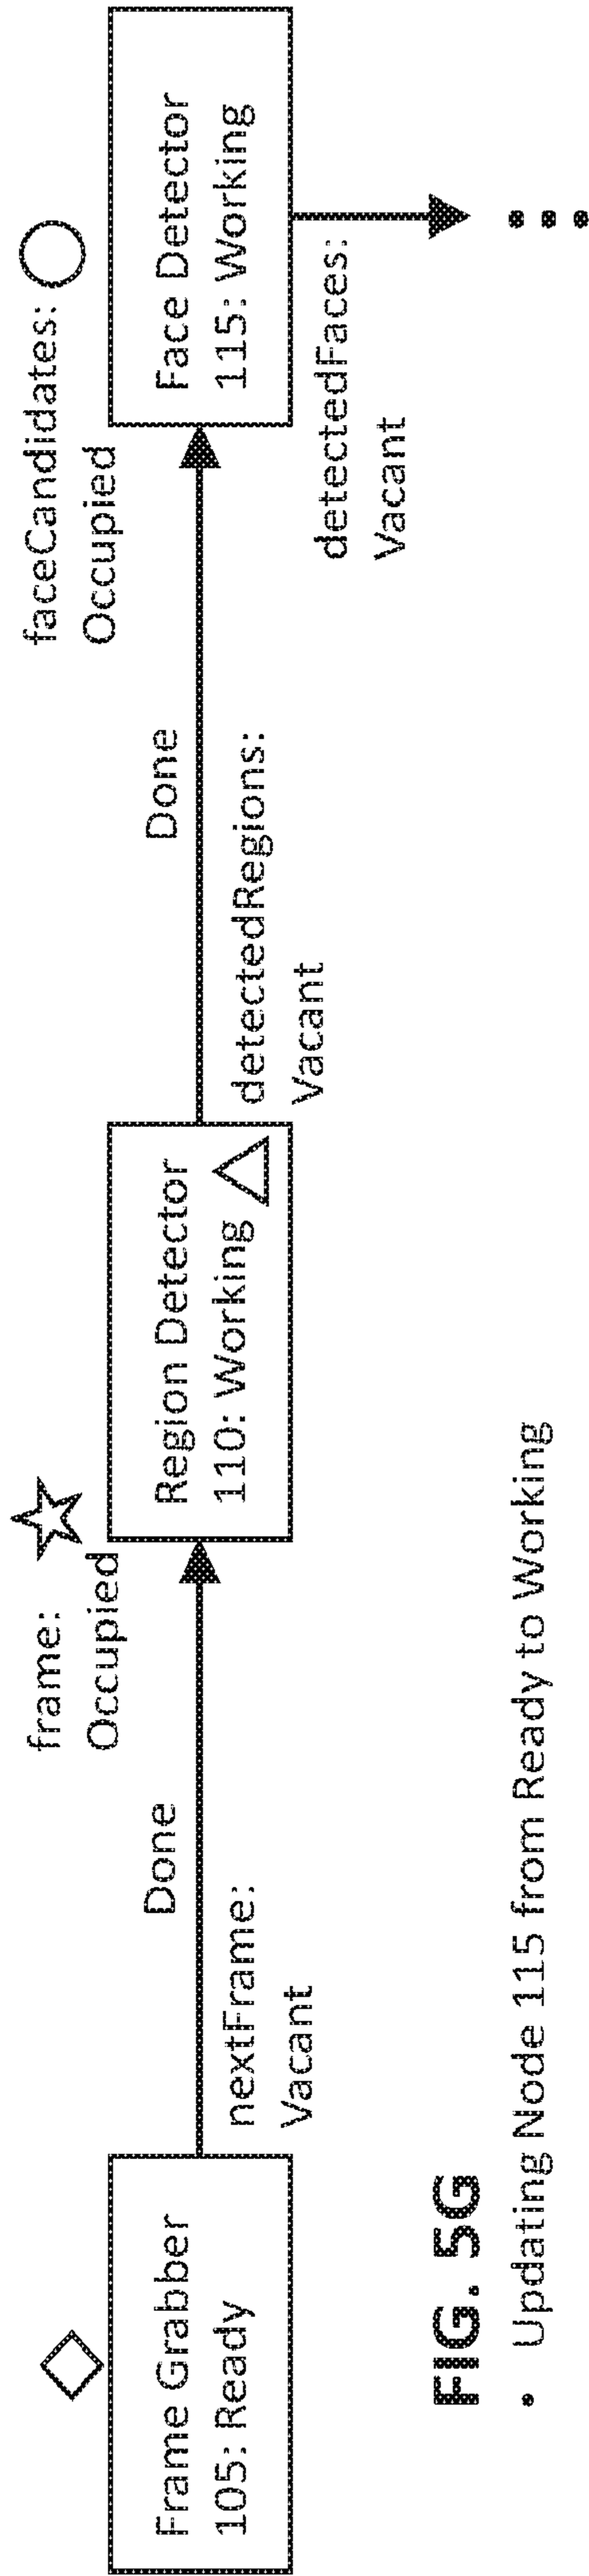 Frame Grabber
105: Ready
Done
nextFrame:
Vacant
frame:
Occupied
Region Detector
110: Working
Done
detectedRegions:
Vacant
faceCandidates:
Occupied
Face Detector
115: Working
detectedFaces:
Vacant
FIG. 5G
• Updating Node 115 from Ready to Working